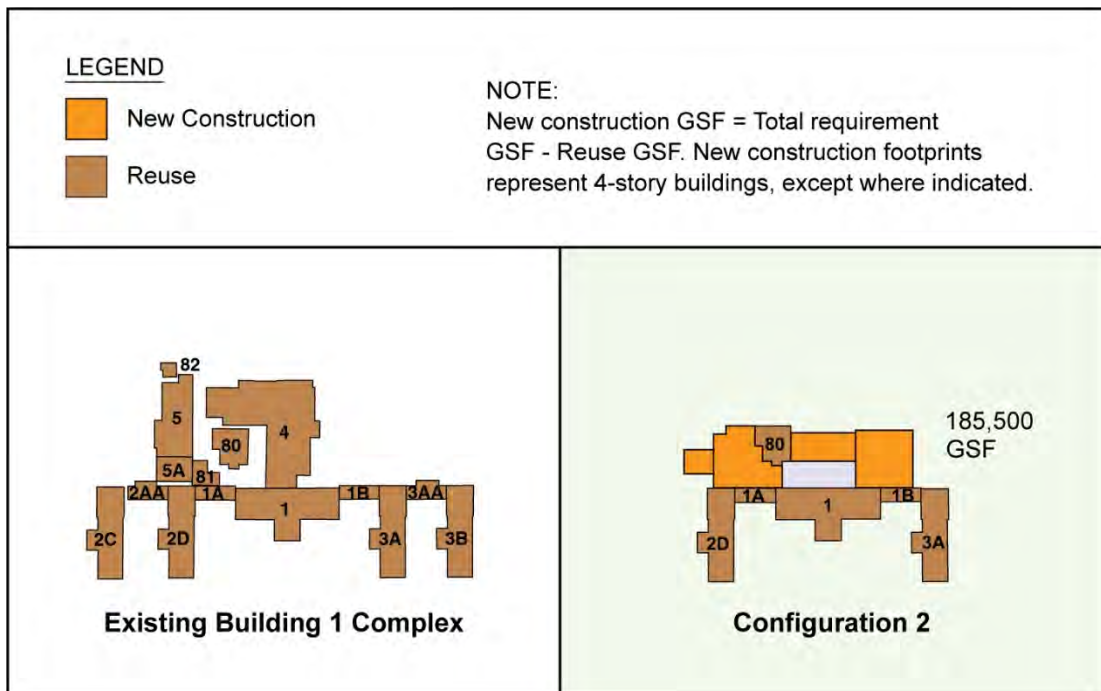 LEGEND
New Construction
Reuse
NOTE:
New construction GSF = Total requirement
GSF - Reuse GSF. New construction footprints
represent 4-story buildings, except where indicated.
82
5
80
4
5A
81
2AA
1A
1
1B
3AA
2C
2D
3A
3B
Existing Building 1 Complex
80
185,500
GSF
1A
1
1B
2D
3A
Configuration 2